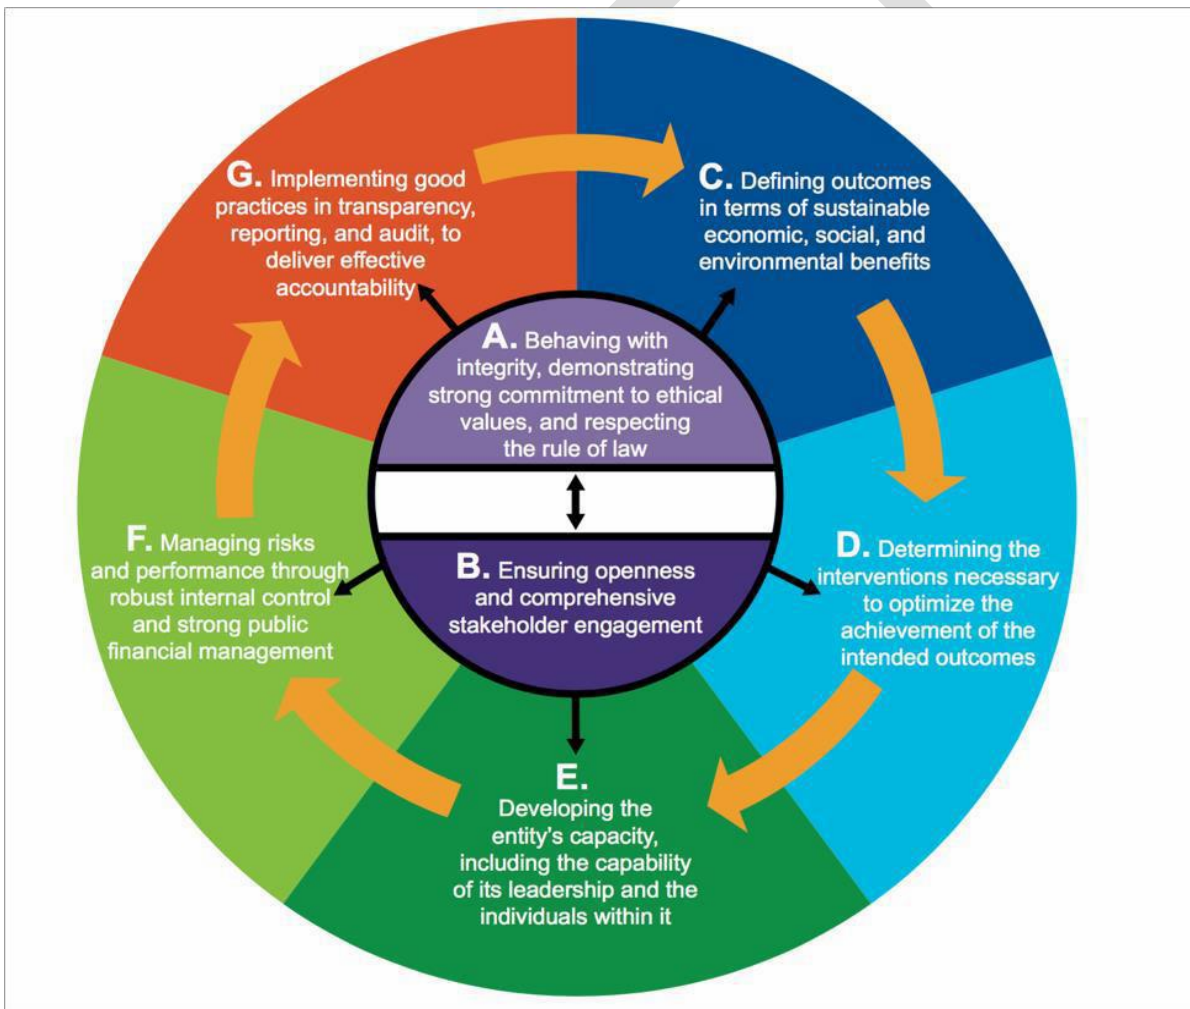 G. Implementing good
practices in transparency,
reporting, and audit, to
deliver effective
accountability
C. Defining outcomes
in terms of sustainable
economic, social, and
environmental benefits
A. Behaving with
integrity, demonstrating
strong commitment to ethical
values, and respecting
the rule of law
F. Managing risks
and performance through
robust internal control
and strong public
financial management
B. Ensuring openness
and comprehensive
stakeholder engagement
D. Determining the
interventions necessary
to optimize the
achievement of the
intended outcomes
E.
Developing the
entity's capacity,
including the capability
of its leadership and the
individuals within it